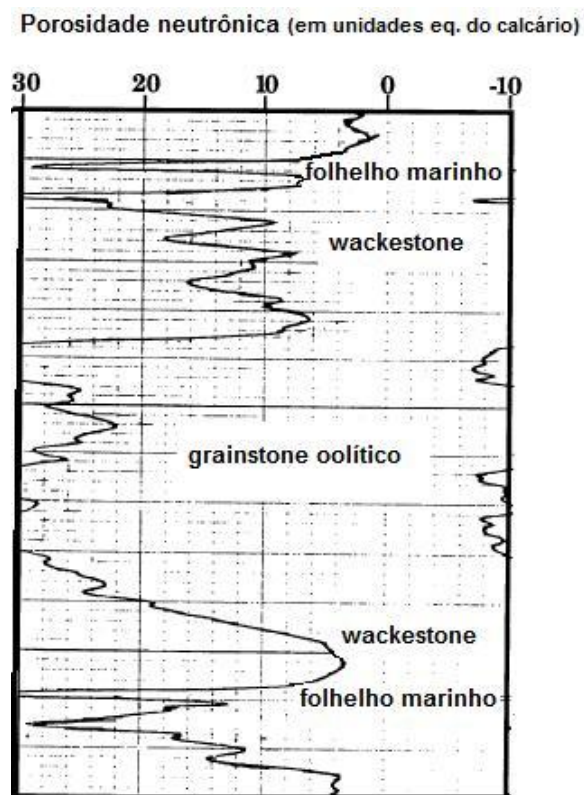 Porosidade neutrônica (em unidades eq. do calcário)
30 20 10 0 -10
folhelho marinho
wackestone
grainstone oolítico
wackestone
folhelho marinho